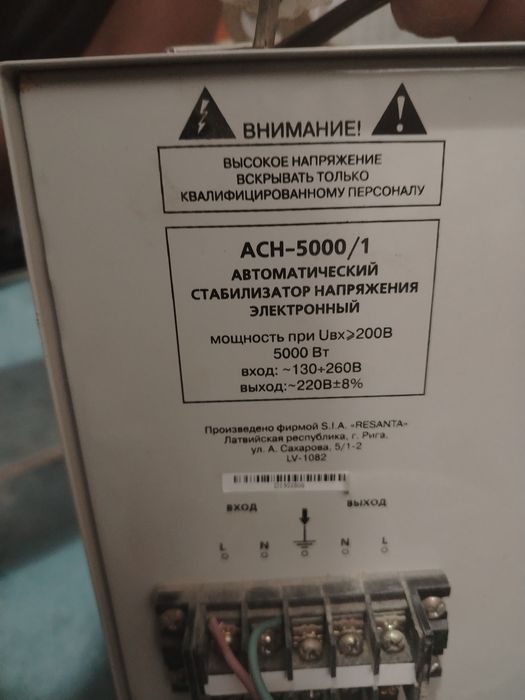 ВНИМАНИЕ!
ВЫСОКОЕ НАПРЯЖЕНИЕ
ВСКРЫВАТЬ ТОЛЬКО
КВАЛИФИЦИРОВАННОМУ ПЕРСОНАЛУ
АСН-5000/1
АВТОМАТИЧЕСКИЙ
СТАБИЛИЗАТОР НАПРЯЖЕНИЯ
ЭЛЕКТРОННЫЙ
мощность при Uвх⩾200В
5000 Вт
вход: ~130÷260В
выход:~220В±8%
Произведено фирмой S.I.A. «RESANTA»
Латвийская республика, г. Рига,
ул. А. Сахарова, 5/1-2
LV-1082
ВХОД ВЫХОД
L N N L